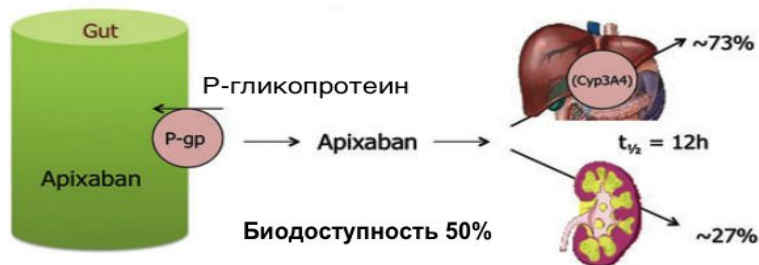 Gut
~73%
(Cyp3A4)
Р-гликопротеин
P-gp
Apixaban
t½ = 12h
Apixaban
Биодоступность 50%
~27%